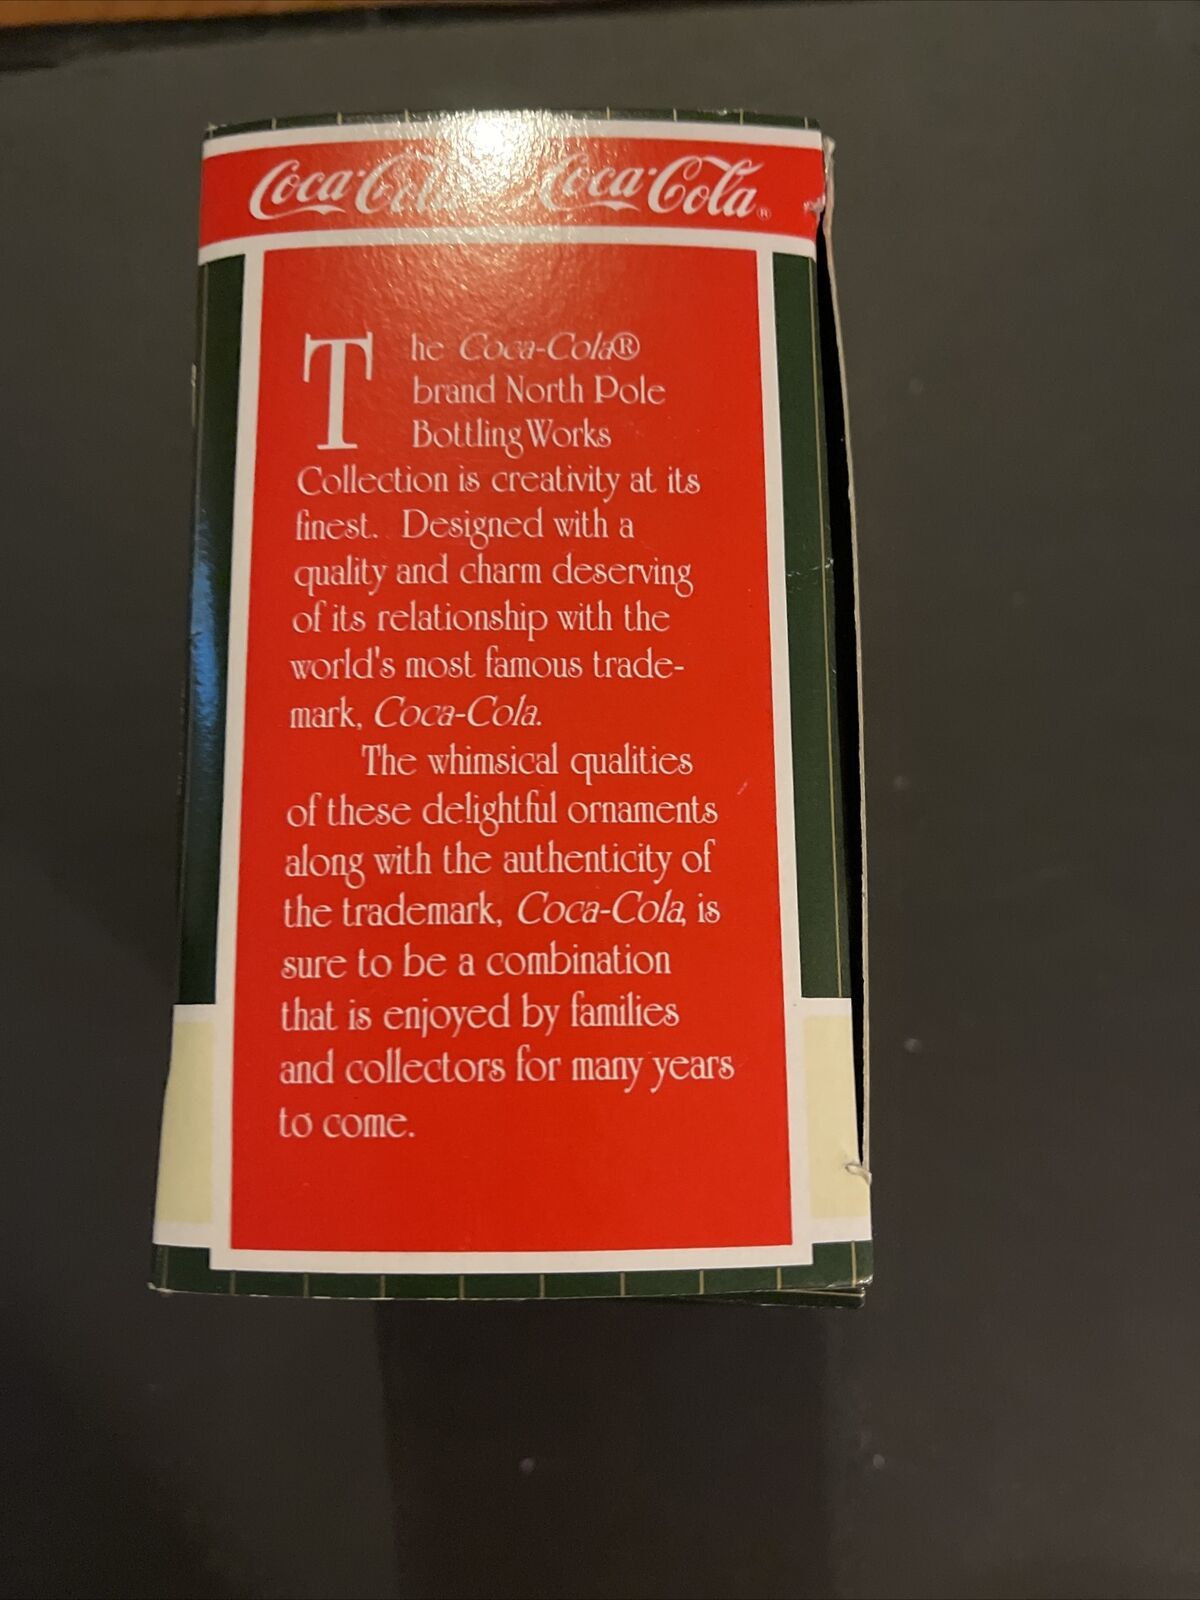 Coca-Cola Coca-Cola®
The Coca-Cola®
brand North Pole
Bottling Works
Collection is creativity at its
finest. Designed with a
quality and charm deserving
of its relationship with the
world's most famous trade-
mark, Coca-Cola.
The whimsical qualities
of these delightful ornaments
along with the authenticity of
the trademark, Coca-Cola, is
sure to be a combination
that is enjoyed by families
and collectors for many years
to come.